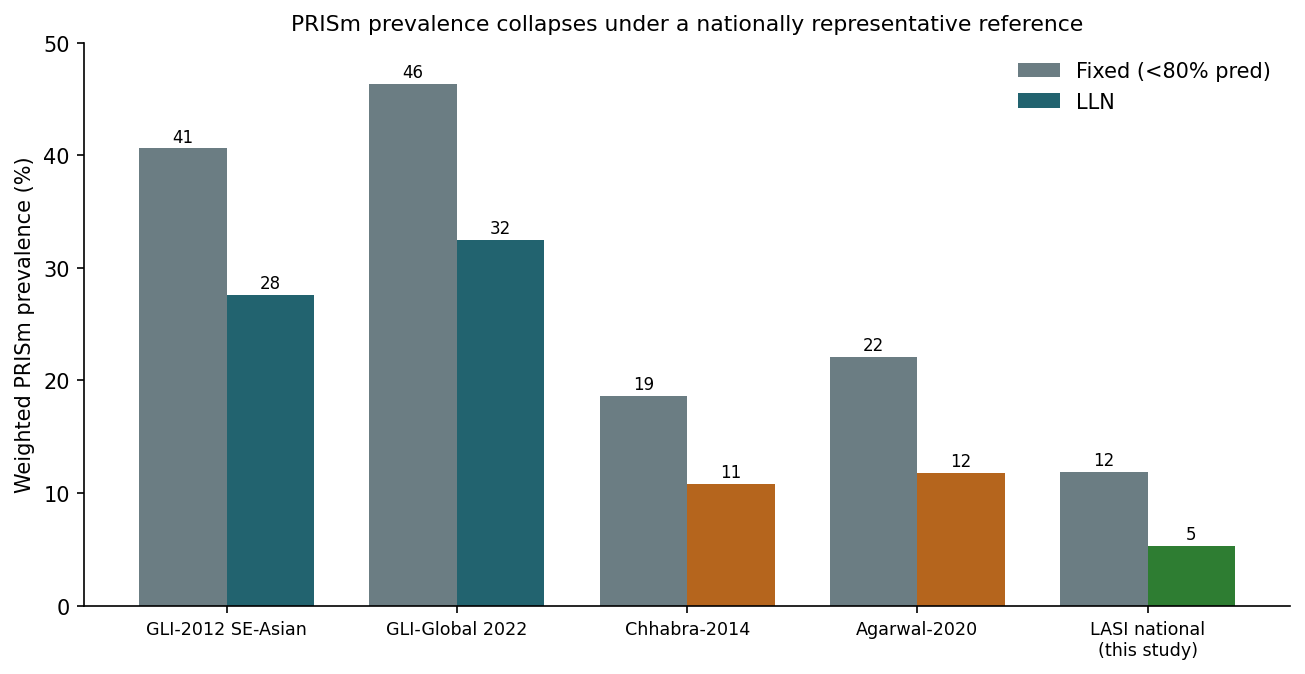 PRISm prevalence collapses under a nationally representative reference
Weighted PRISm prevalence (%)
50
40
30
20
10
0
Fixed (<80% pred)
LLN
41
28
46
32
19
11
22
12
12
5
GLI-2012 SE-Asian
GLI-Global 2022
Chhabra-2014
Agarwal-2020
LASI national
(this study)